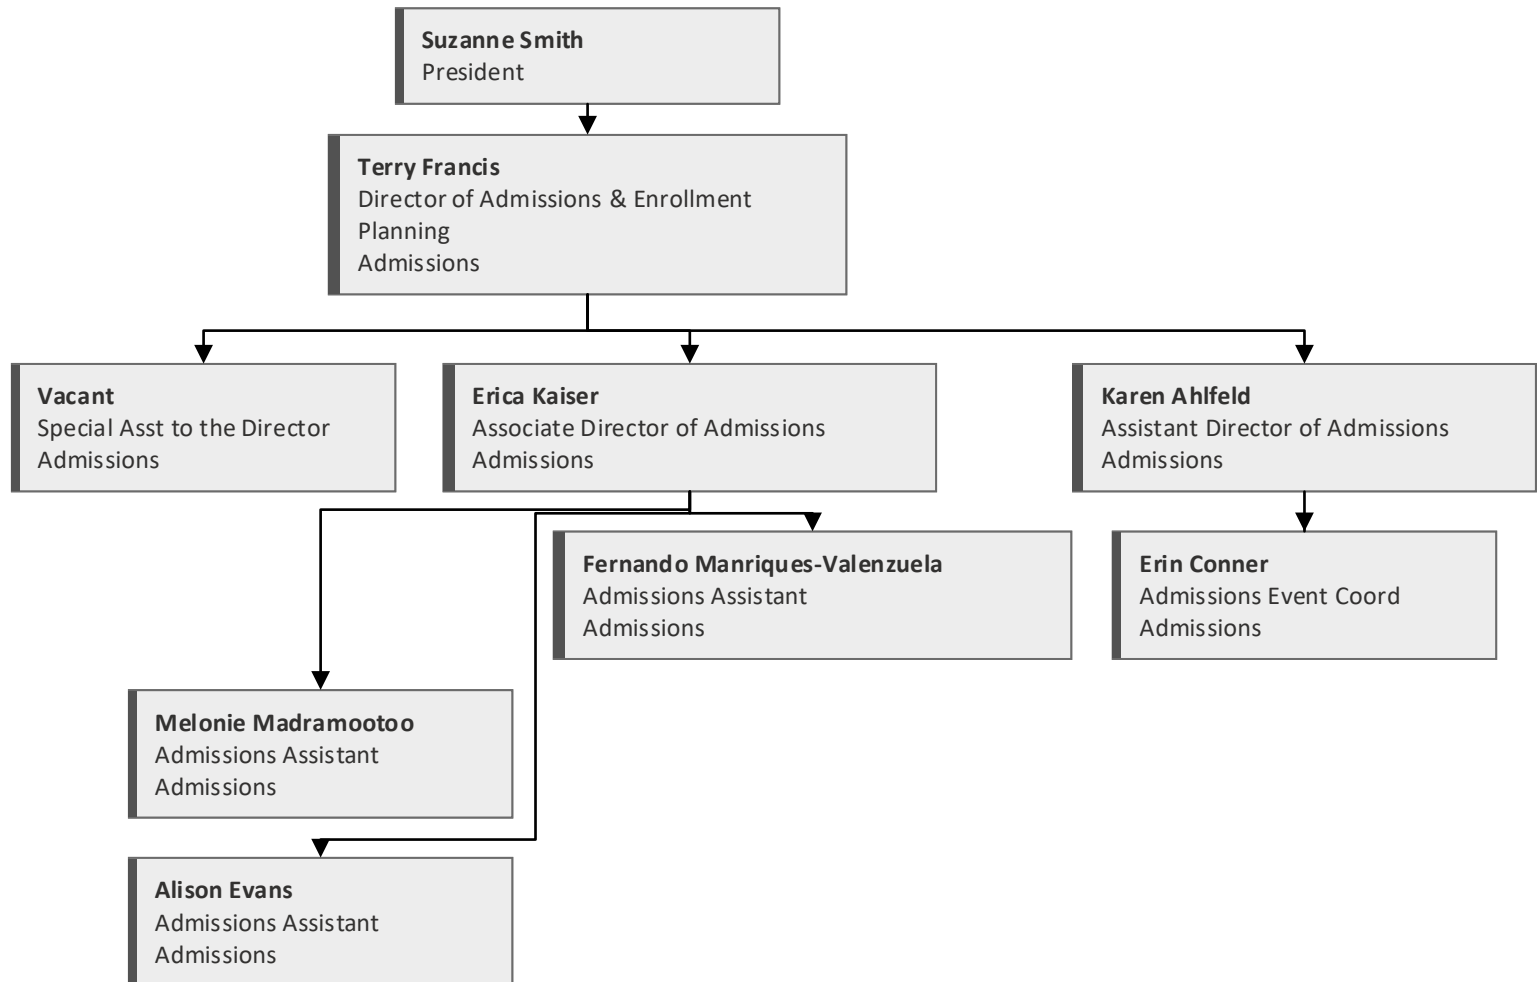 Suzanne Smith
President
Terry Francis
Director of Admissions & Enrollment
Planning
Admissions
Vacant
Special Asst to the Director
Admissions
Erica Kaiser
Associate Director of Admissions
Admissions
Karen Ahlfeld
Assistant Director of Admissions
Admissions
Fernando Manriques-Valenzuela
Admissions Assistant
Admissions
Erin Conner
Admissions Event Coord
Admissions
Melonie Madramootoo
Admissions Assistant
Admissions
Alison Evans
Admissions Assistant
Admissions